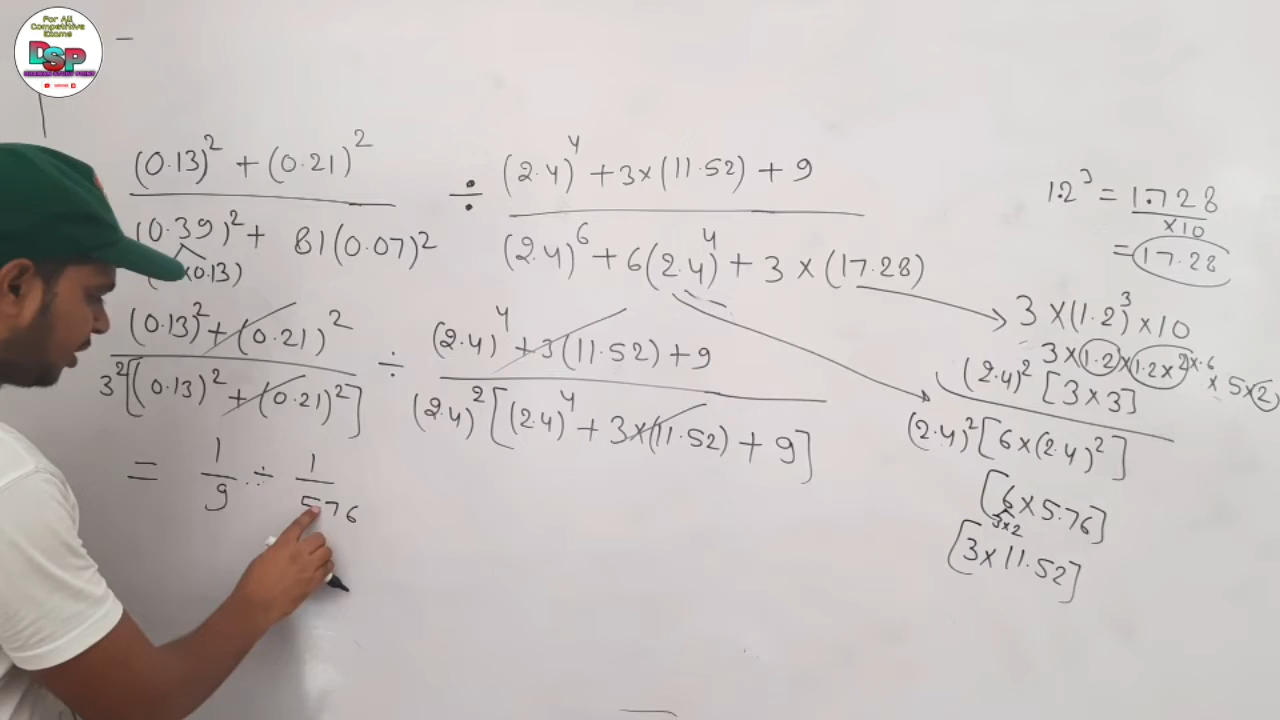 For All
Competitive
Exams
DSP
(0.13)² + (0.21)² ÷ (2.4)⁴ + 3×(11.52) + 9
(0.39)² + 81(0.07)² (2.4)⁶ + 6(2.4)⁴ + 3 × (17.28)
×0.13)
(0.13)² + (0.21)² ÷ (2.4)⁴ + 3(11.52) + 9
3²[(0.13)² + (0.21)²] (2.4)²[(2.4)⁴ + 3×(11.52) + 9]
= 1/9 ÷ 1/576
1.2³ = 1.728
×10
= 17.28
3 × (1.2)³ × 10
3 × 1.2 × 1.2×2 × .6 × 5×2
(2.4)² [3×3]
(2.4)² [6×(2.4)²]
[6 × 5.76]
3×2
[3 × 11.52]